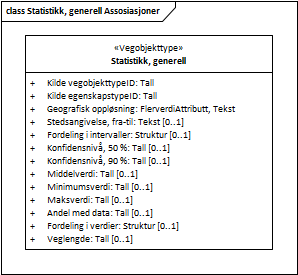 class Statistikk, generell Assosiasjoner
«Vegobjekttype»
Statistikk, generell
+ Kilde vegobjekttypeID: Tall
+ Kilde egenskapstypeID: Tall
+ Geografisk oppløsning: FlerverdiAttributt, Tekst
+ Stedsangivelse, fra-til: Tekst [0..1]
+ Fordeling i intervaller: Struktur [0..1]
+ Konfidensnivå, 50 %: Tall [0..1]
+ Konfidensnivå, 90 %: Tall [0..1]
+ Middelverdi: Tall [0..1]
+ Minimumsverdi: Tall [0..1]
+ Maksverdi: Tall [0..1]
+ Andel med data: Tall [0..1]
+ Fordeling i verdier: Struktur [0..1]
+ Veglengde: Tall [0..1]